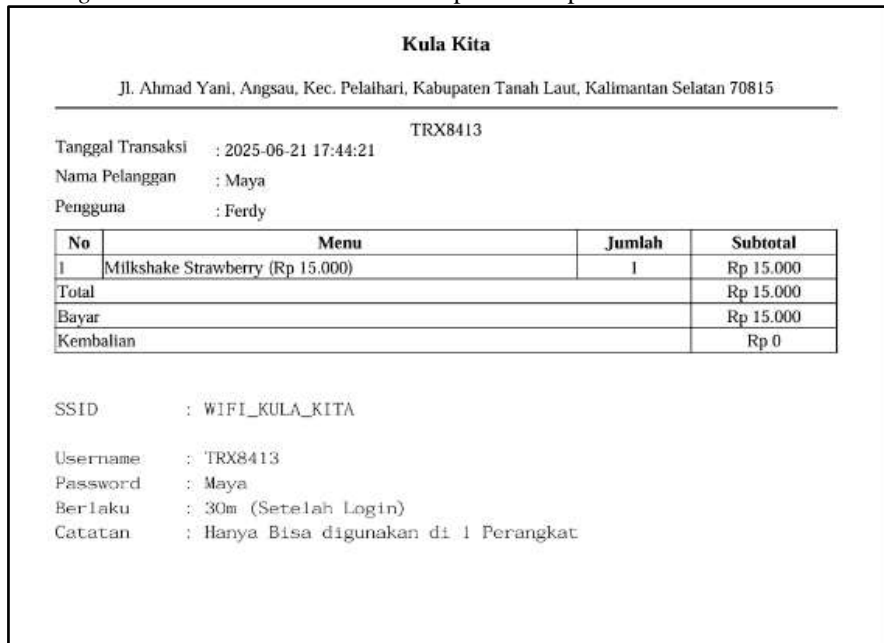 Kula Kita
Jl. Ahmad Yani, Angsau, Kec. Pelaihari, Kabupaten Tanah Laut, Kalimantan Selatan 70815
TRX8413
Tanggal Transaksi : 2025-06-21 17:44:21
Nama Pelanggan : Maya
Pengguna : Ferdy
No Menu Jumlah Subtotal
1 Milkshake Strawberry (Rp 15.000) 1 Rp 15.000
Total Rp 15.000
Bayar Rp 15.000
Kembalian Rp 0
SSID : WIFI_KULA_KITA
Username : TRX8413
Password : Maya
Berlaku : 30m (Setelah Login)
Catatan : Hanya Bisa digunakan di 1 Perangkat